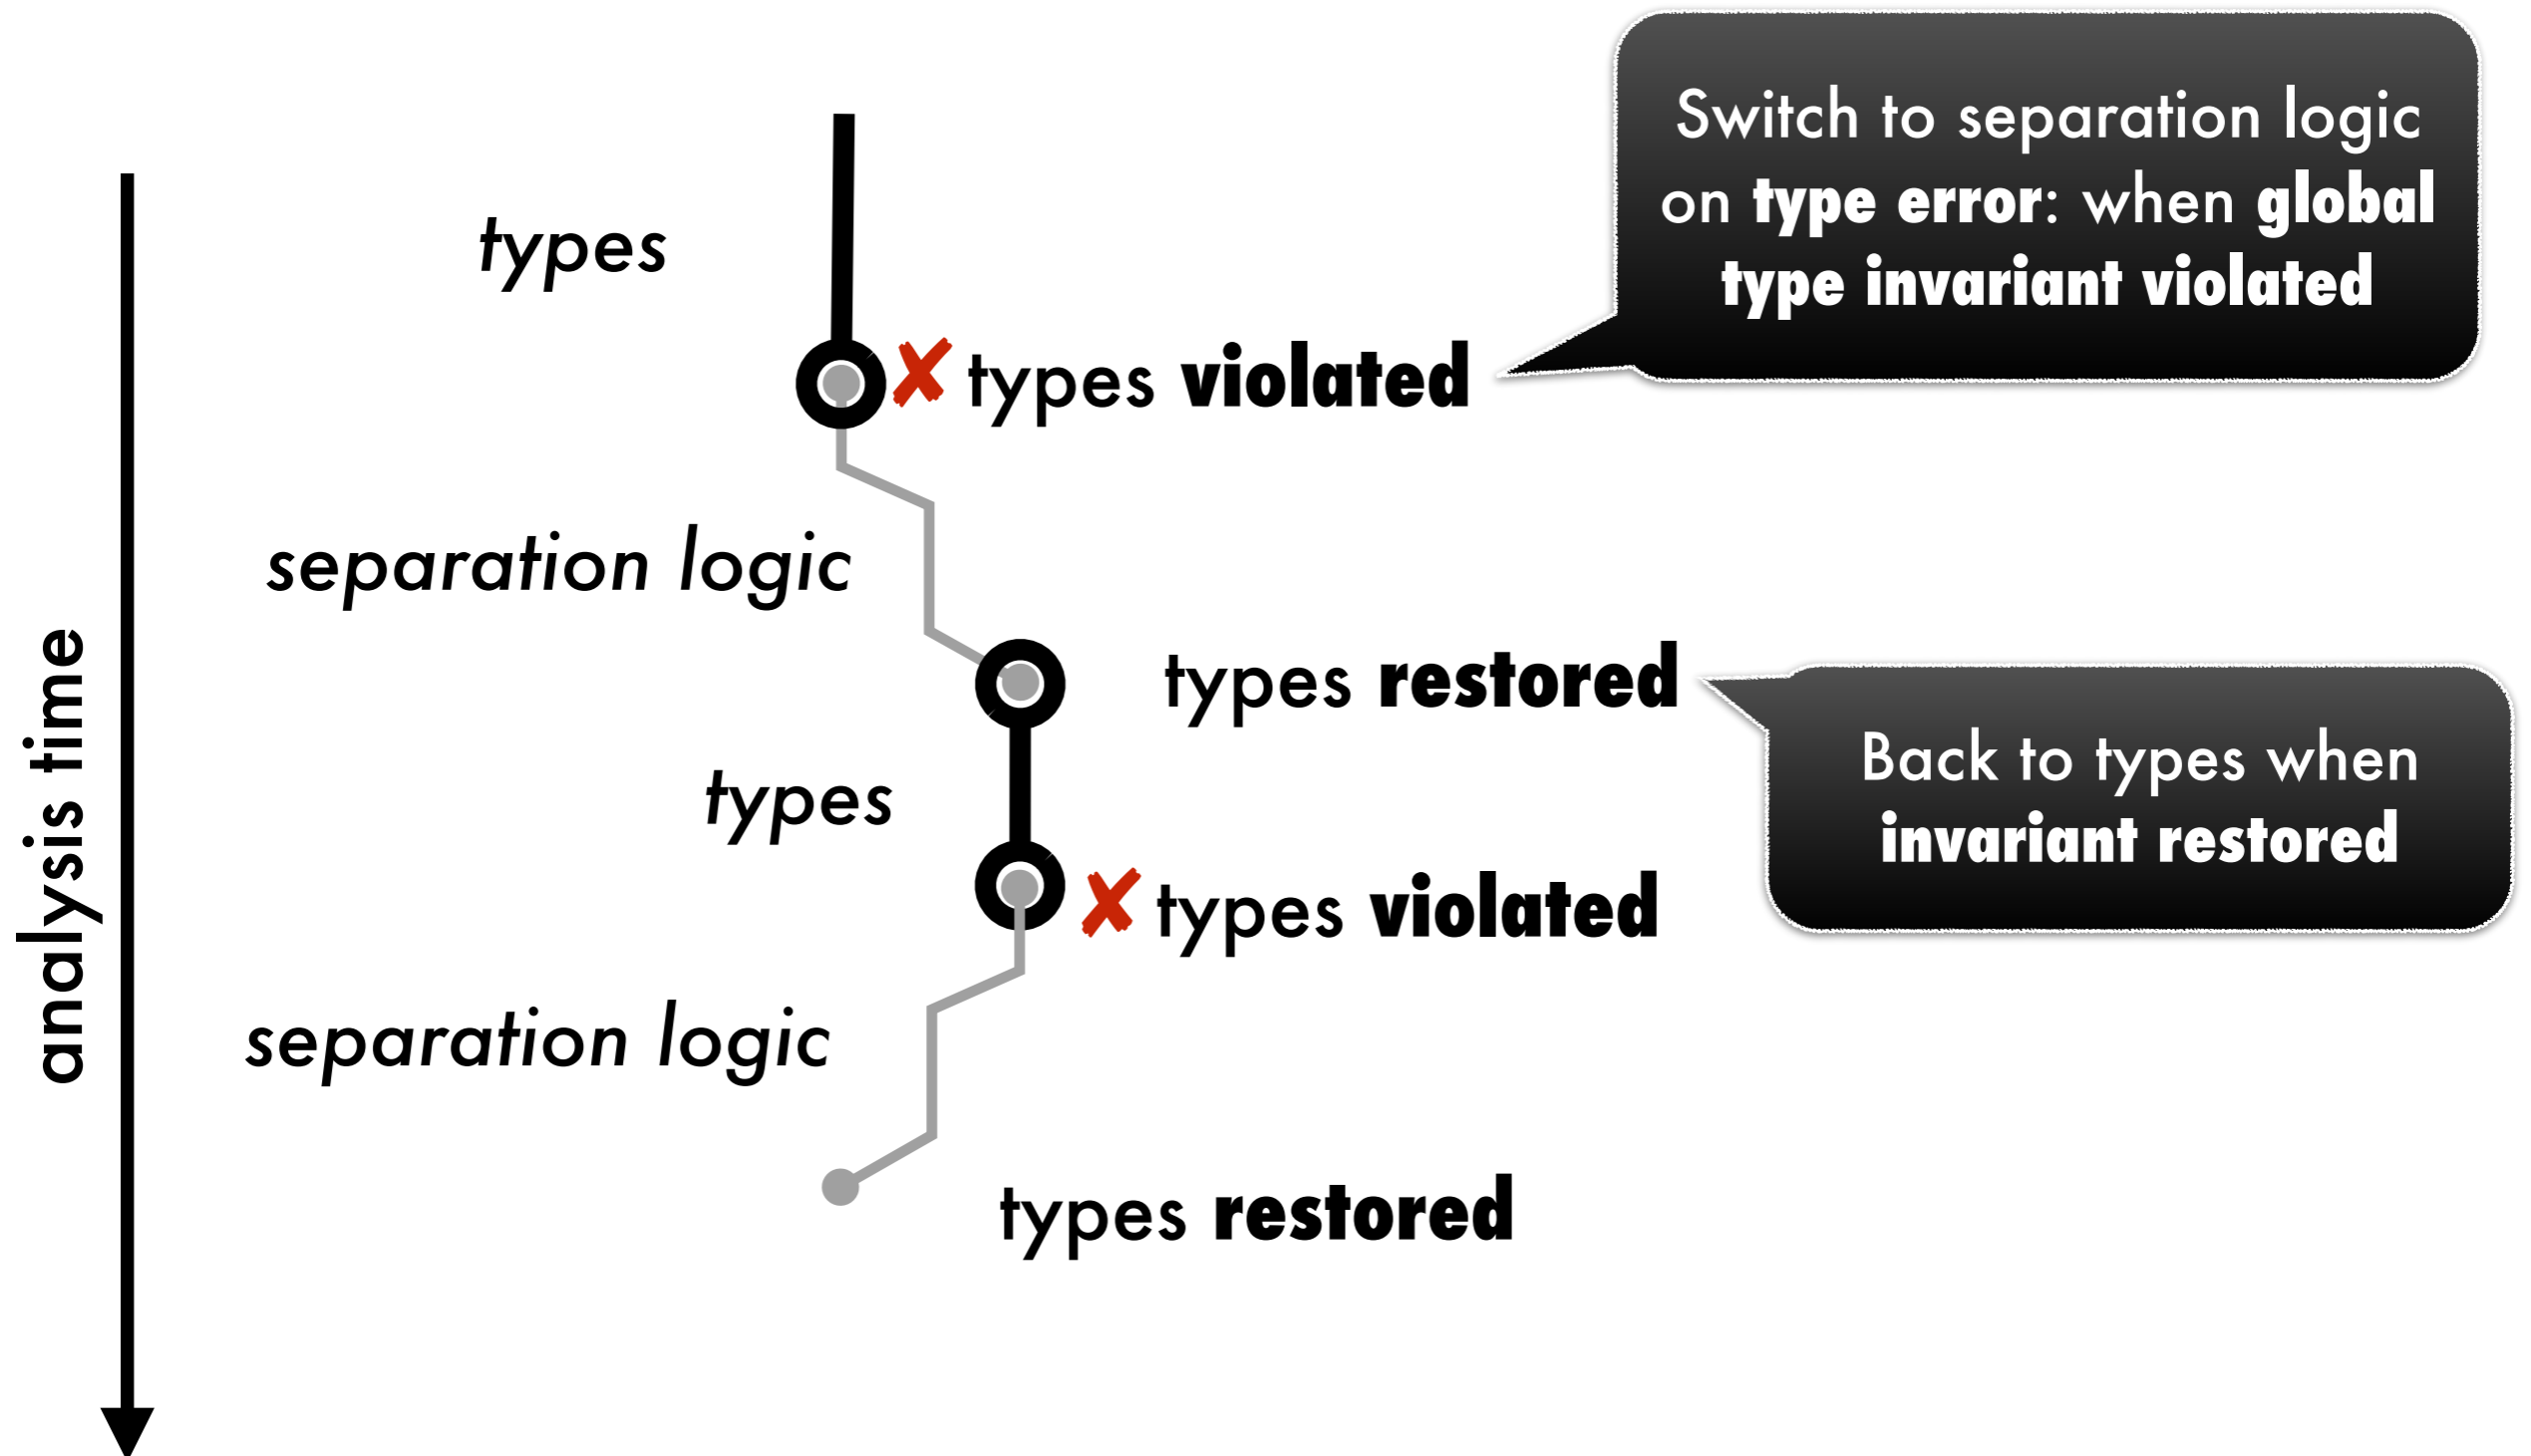 Switch to separation logic
on type error: when global
type invariant violated
types
✘ types violated
separation logic
types restored
Back to types when
invariant restored
types
✘ types violated
separation logic
types restored
analysis time